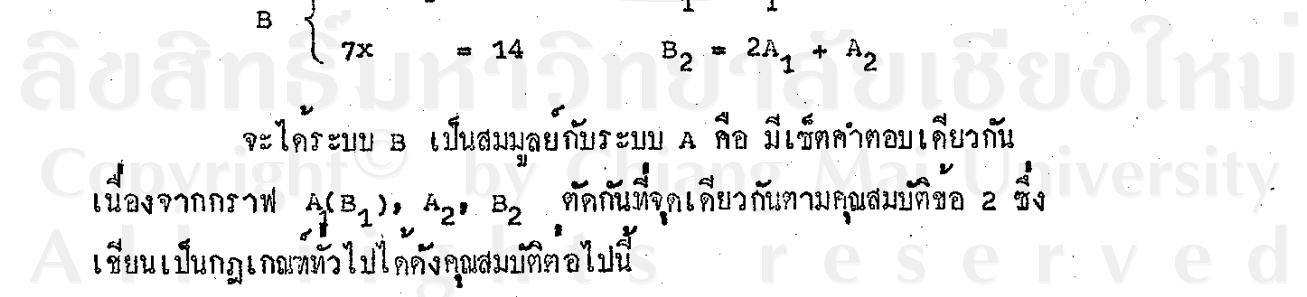 B
7x = 14 B₂ = 2A₁ + A₂
จะได้ระบบ B เป็นสมมูลย์กับระบบ A คือ มีเซ็ตคำตอบเดียวกัน
เนื่องจากกราฟ A₁(B₁), A₂, B₂ ตัดกันที่จุดเดียวกันตามคุณสมบัติข้อ 2 ซึ่ง
เขียนเป็นกฎเกณฑ์ทั่วไปได้ดังคุณสมบัติต่อไปนี้
ลิขสิทธิ์มหาวิทยาลัยเชียงใหม่
Copyright© by Chiang Mai University
All rights reserved